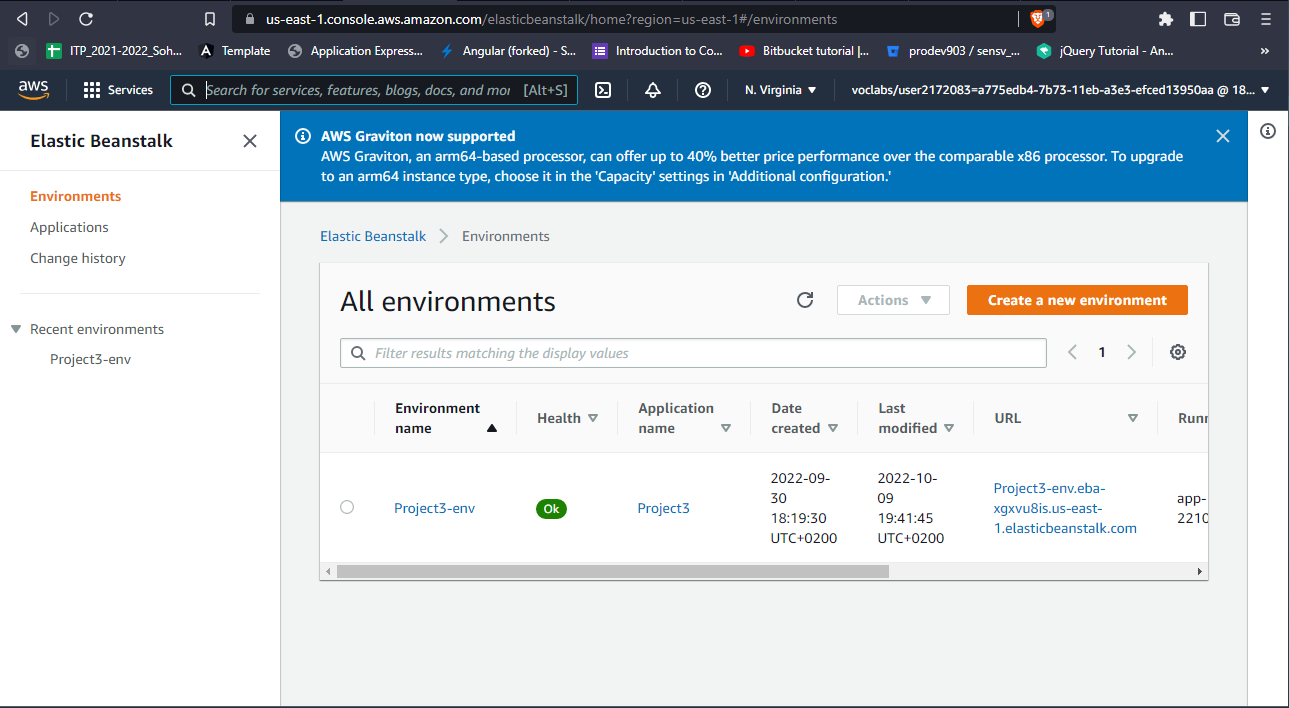 us-east-1.console.aws.amazon.com/elasticbeanstalk/home?region=us-east-1#/environments
1
ITP_2021-2022_Soh...
Template
Application Express...
Angular (forked) - S...
Introduction to Co...
Bitbucket tutorial |...
prodev903 / sensv_...
jQuery Tutorial - An...
»
aws
Services
Search for services, features, blogs, docs, and mor
[Alt+S]
N. Virginia
voclabs/user2172083=a775edb4-7b73-11eb-a3e3-efced13950aa @ 18...
Elastic Beanstalk
Environments
Applications
Change history
Recent environments
Project3-env
AWS Graviton now supported
AWS Graviton, an arm64-based processor, can offer up to 40% better price performance over the comparable x86 processor. To upgrade
to an arm64 instance type, choose it in the 'Capacity' settings in 'Additional configuration.'
Elastic Beanstalk
Environments
All environments
Actions
Create a new environment
Filter results matching the display values
1
Environment
name
Health
Application
name
Date
created
Last
modified
URL
Runn
Project3-env
Ok
Project3
2022-09-
30
18:19:30
UTC+0200
2022-10-
09
19:41:45
UTC+0200
Project3-env.eba-
xgxvu8is.us-east-
1.elasticbeanstalk.com
app-
2210